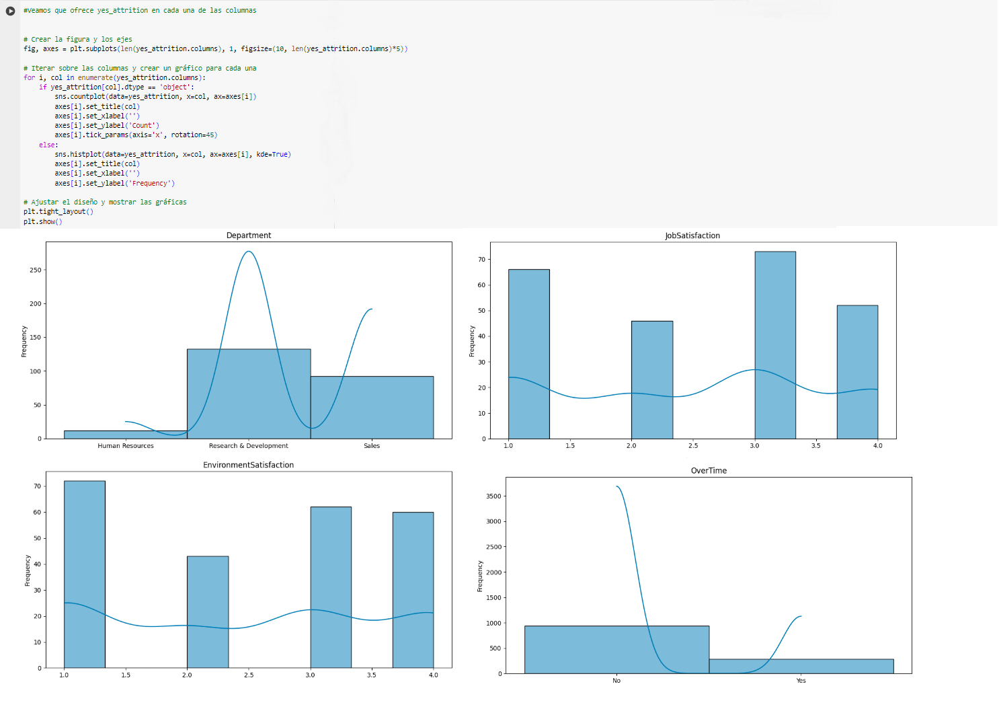 #Veamos que ofrece yes_attrition en cada una de las columnas
# Crear la figura y los ejes
fig, axes = plt.subplots(len(yes_attrition.columns), 1, figsize=(10, len(yes_attrition.columns)*5))
# Iterar sobre las columnas y crear un gráfico para cada una
for i, col in enumerate(yes_attrition.columns):
    if yes_attrition[col].dtype == 'object':
        sns.countplot(data=yes_attrition, x=col, ax=axes[i])
        axes[i].set_title(col)
        axes[i].set_xlabel('')
        axes[i].set_ylabel('Count')
        axes[i].tick_params(axis='x', rotation=45)
    else:
        sns.histplot(data=yes_attrition, x=col, ax=axes[i], kde=True)
        axes[i].set_title(col)
        axes[i].set_xlabel('')
        axes[i].set_ylabel('Frequency')
# Ajustar el diseño y mostrar las gráficas
plt.tight_layout()
plt.show()
Department
Frequency
250
200
150
100
50
0
Human Resources Research & Development Sales
JobSatisfaction
Frequency
70
60
50
40
30
20
10
0
1.0 1.5 2.0 2.5 3.0 3.5 4.0
EnvironmentSatisfaction
Frequency
70
60
50
40
30
20
10
0
1.0 1.5 2.0 2.5 3.0 3.5 4.0
OverTime
Frequency
3500
3000
2500
2000
1500
1000
500
0
No Yes